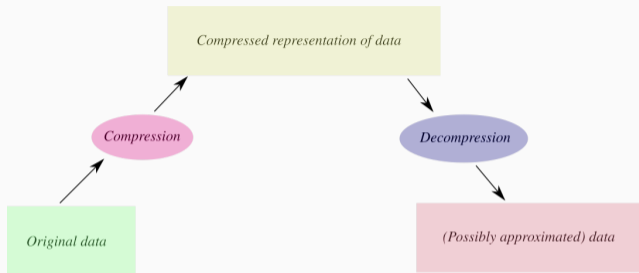 Compressed representation of data
Compression
Decompression
Original data
(Possibly approximated) data